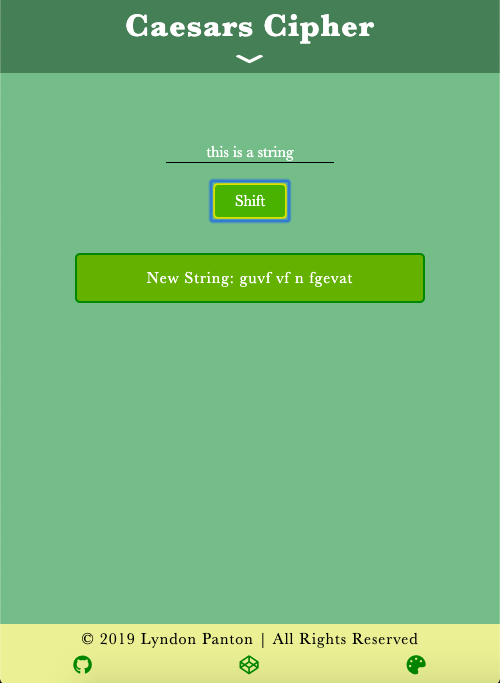 Caesars Cipher
this is a string
Shift
New String: guvf vf n fgevat
© 2019 Lyndon Panton | All Rights Reserved